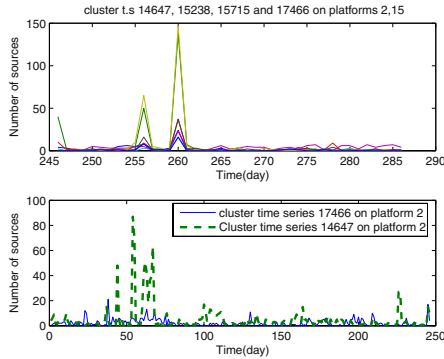 cluster t.s 14647, 15238, 15715 and 17466 on platforms 2,15
150
100
50
0
Number of sources
245 250 255 260 265 270 275 280 285 290
Time(day)
100
80
60
40
20
0
Number of sources
cluster time series 17466 on platform 2
Cluster time series 14647 on platform 2
0 50 100 150 200 250
Time(day)